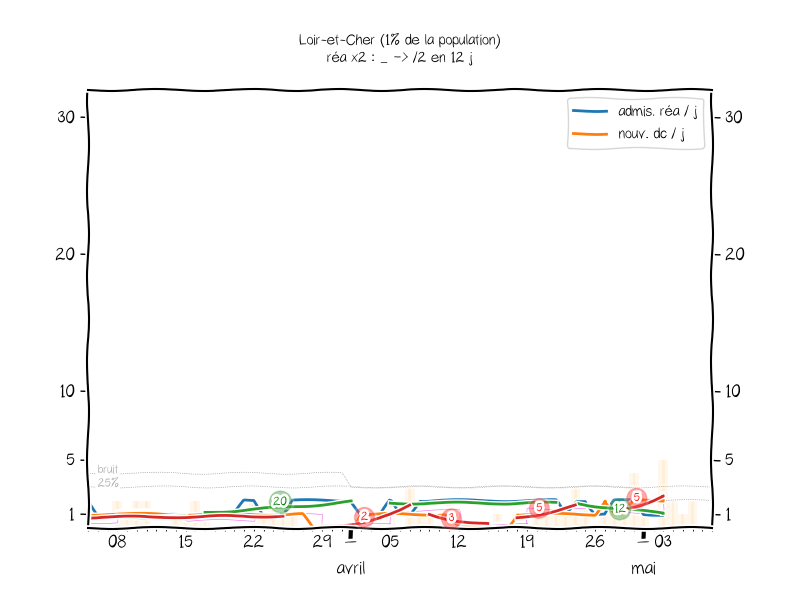 Loir-et-Cher (1% de la population)
réa x2 : _ -> /2 en 12 j
admis. réa / j
nouv. dc / j
30 30
20 20
10 10
5 5
1 1
bruit
25%
20 2 3 5 12 5
08 15 22 29 1 05 12 19 26 1 03
avril mai